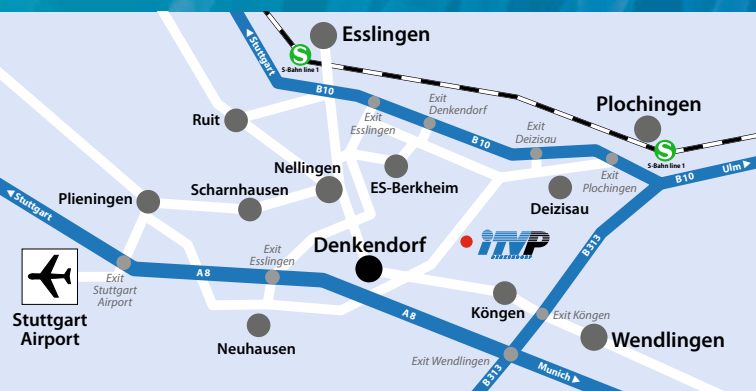 Esslingen
◀Stuttgart
S
S-Bahn line 1
B10
Exit
Denkendorf
Plochingen
Exit
Esslingen
Ruit
B10
Exit
Deizisau
S
S-Bahn line 1
Ulm▶
Nellingen
Scharnhausen
ES-Berkheim
Exit
Plochingen
B10
Plieningen
Deizisau
◀Stuttgart
Denkendorf
ITVP
DENKENDORF
B313
Exit
Esslingen
A8
Exit
Stuttgart
Airport
Stuttgart
Airport
Köngen
Exit Köngen
A8
Wendlingen
Neuhausen
Exit Wendlingen
Munich▶
B313